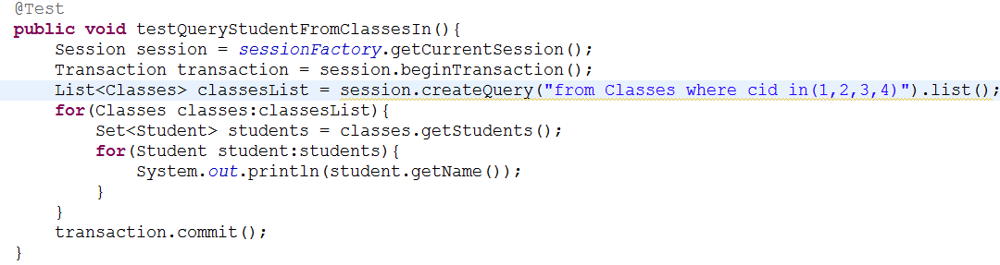 @Test
public void testQueryStudentFromClassesIn(){
    Session session = sessionFactory.getCurrentSession();
    Transaction transaction = session.beginTransaction();
    List<Classes> classesList = session.createQuery("from Classes where cid in(1,2,3,4)").list();
    for(Classes classes:classesList){
        Set<Student> students = classes.getStudents();
        for(Student student:students){
            System.out.println(student.getName());
        }
    }
    transaction.commit();
}